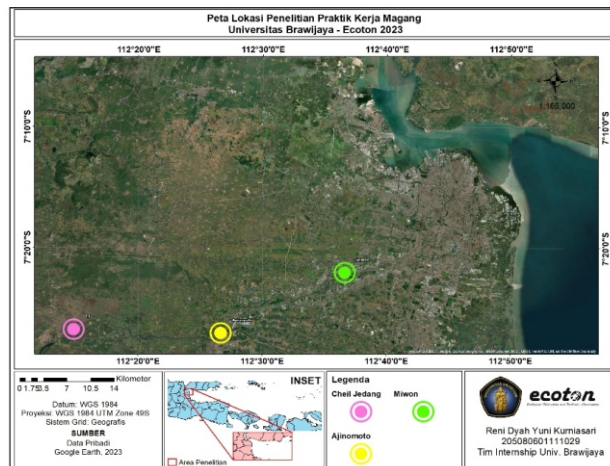 Peta Lokasi Penelitian Praktik Kerja Magang
Universitas Brawijaya - Ecoton 2023
112°20'0"E 112°30'0"E 112°40'0"E 112°50'0"E
1:165,000
7°10'0"S 7°10'0"S
7°20'0"S 7°20'0"S
112°20'0"E 112°30'0"E 112°40'0"E 112°50'0"E
Kilomotor
0 1.75 3.5 7 10.5 14
Datum: WGS 1984
Proyeksi: WGS 1984 UTM Zone 49S
Sistem Grid: Geografis
SUMBER
Data Pribadi
Google Earth, 2023
INSET
Area Penelitian
Legenda
Cheil Jedang Miwon
Ajinomoto
ecoton
Reni Dyah Yuni Kurniasari
205080601111029
Tim Internship Univ. Brawijaya